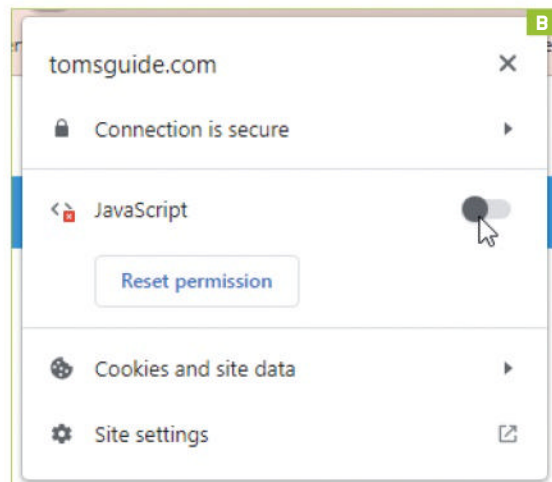 B
tomsguide.com
Connection is secure
JavaScript
Reset permission
Cookies and site data
Site settings